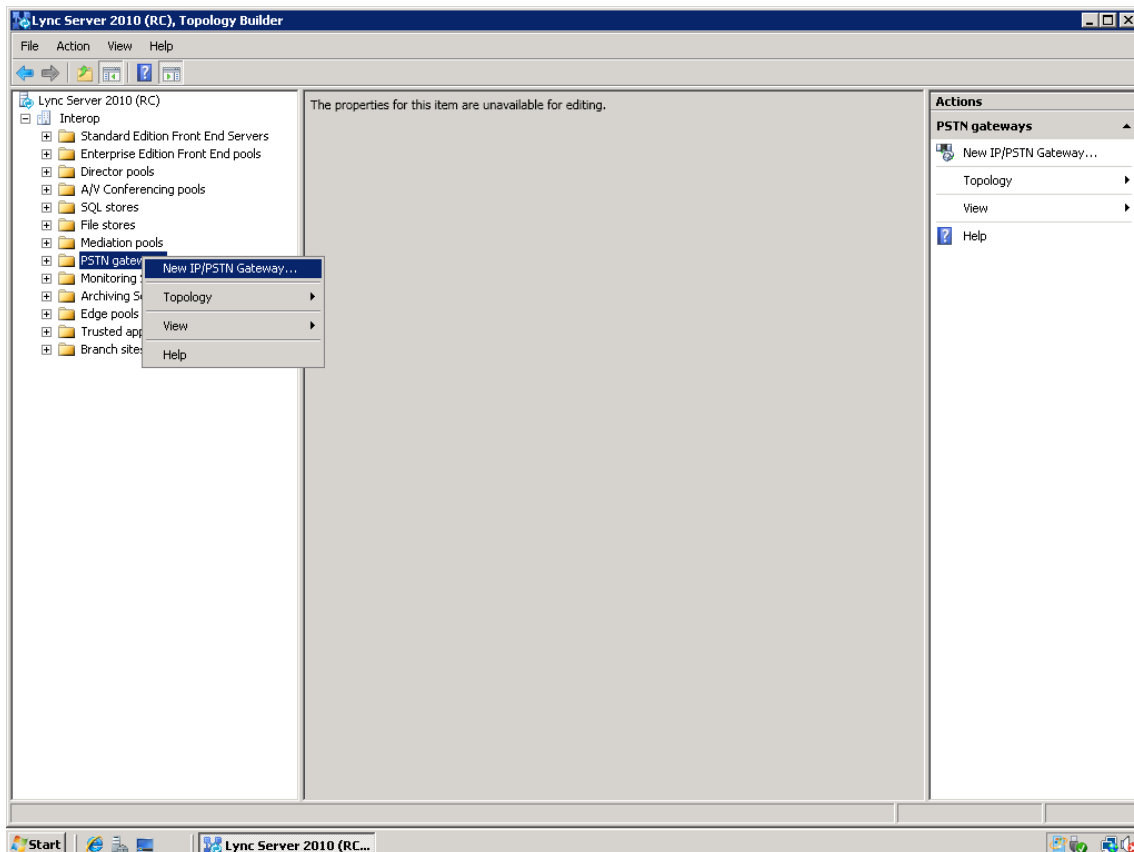 Lync Server 2010 (RC), Topology Builder
File Action View Help
Lync Server 2010 (RC)
Interop
Standard Edition Front End Servers
Enterprise Edition Front End pools
Director pools
A/V Conferencing pools
SQL stores
File stores
Mediation pools
PSTN gatew
Monitoring
Archiving S
Edge pools
Trusted app
Branch sites
New IP/PSTN Gateway...
Topology
View
Help
The properties for this item are unavailable for editing.
Actions
PSTN gateways
New IP/PSTN Gateway...
Topology
View
Help
Start
Lync Server 2010 (RC...